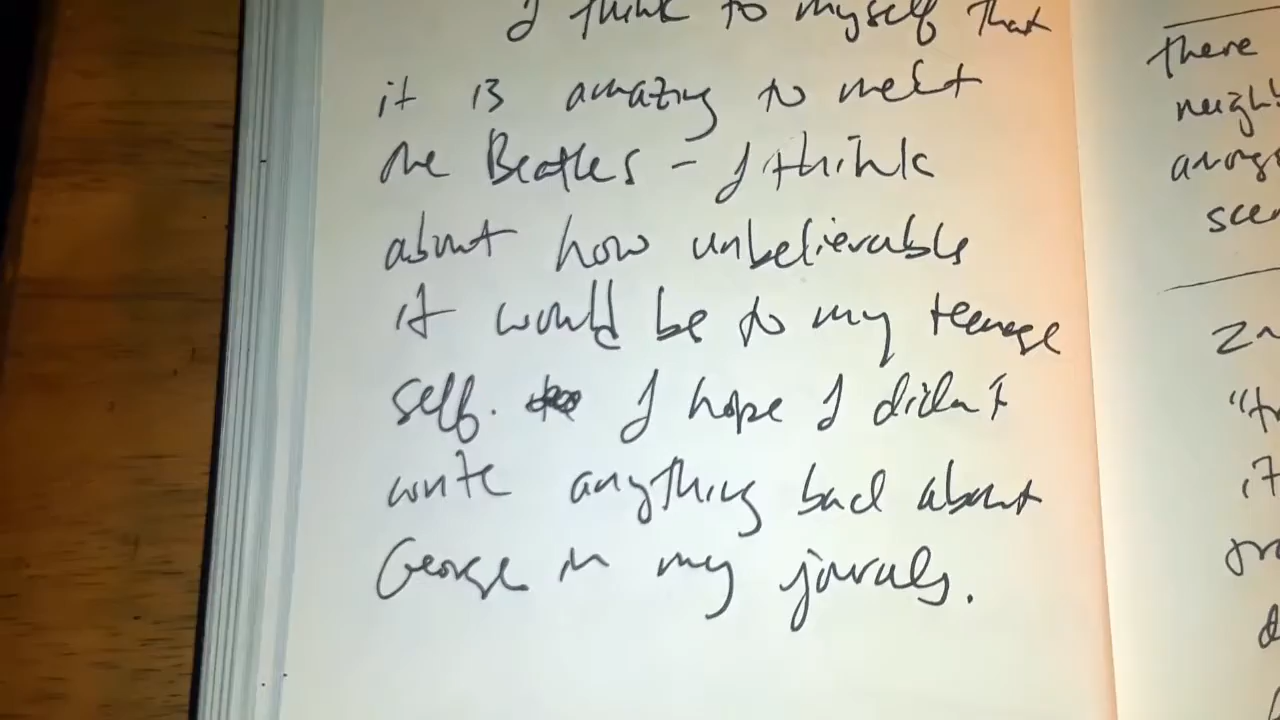 I think to myself that
it is amazing to meet
the Beatles – I think
about how unbelievable
it would be to my teenage
self. I hope I didn't
write anything bad about
George in my journals.
there